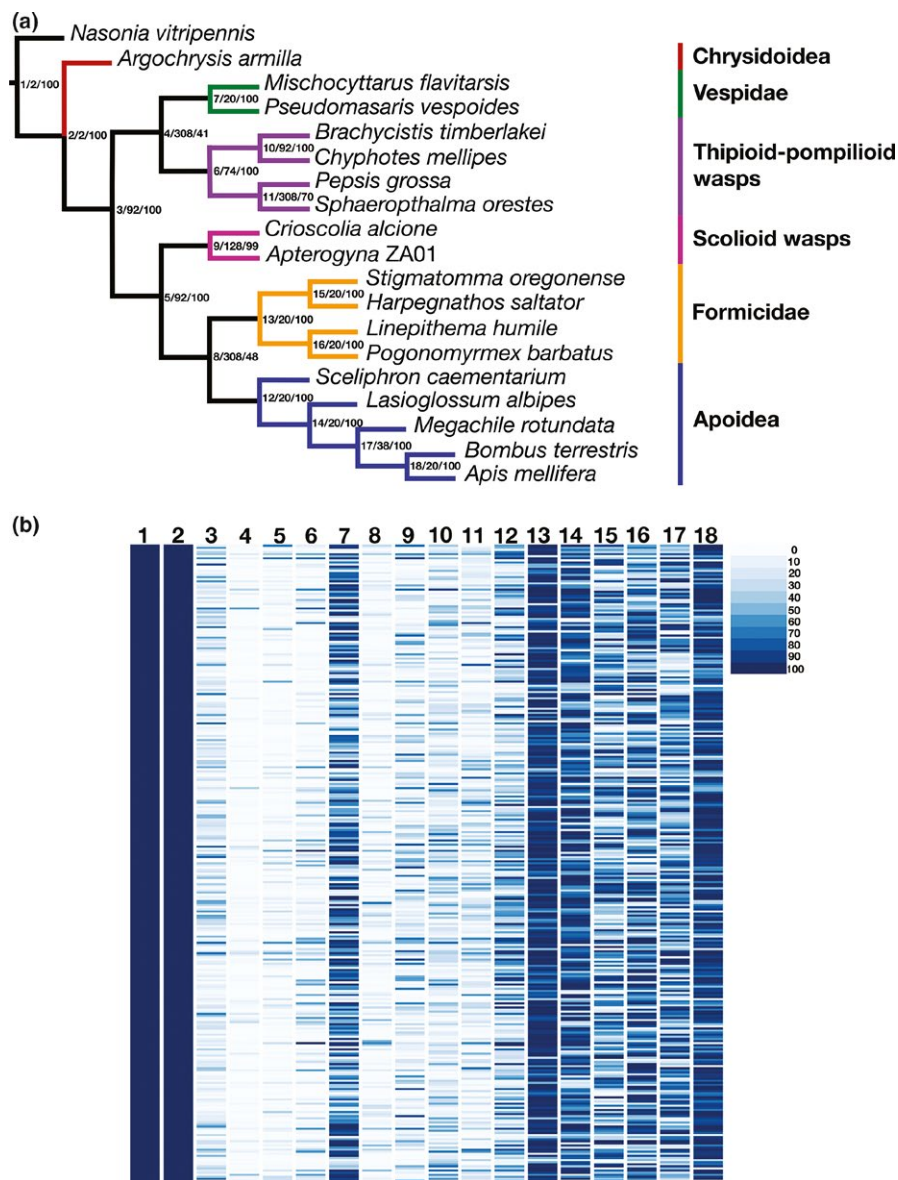 (a)
Nasonia vitripennis
Argochrysis armilla
Mischocyttarus flavitarsis
Pseudomasaris vespoides
Brachycistis timberlakei
Chyphotes mellipes
Pepsis grossa
Sphaeropthalma orestes
Crioscolia alcione
Apterogyna ZA01
Stigmatomma oregonense
Harpegnathos saltator
Linepithema humile
Pogonomyrmex barbatus
Sceliphron caementarium
Lasioglossum albipes
Megachile rotundata
Bombus terrestris
Apis mellifera
1/2/100
2/2/100
3/92/100
4/308/41
5/92/100
6/74/100
7/20/100
8/308/48
9/128/99
10/92/100
11/308/70
12/20/100
13/20/100
14/20/100
15/20/100
16/20/100
17/38/100
18/20/100
Chrysidoidea
Vespidae
Thipioid-pompilioid
wasps
Scolioid wasps
Formicidae
Apoidea
(b)
1 2 3 4 5 6 7 8 9 10 11 12 13 14 15 16 17 18
0
10
20
30
40
50
60
70
80
90
100